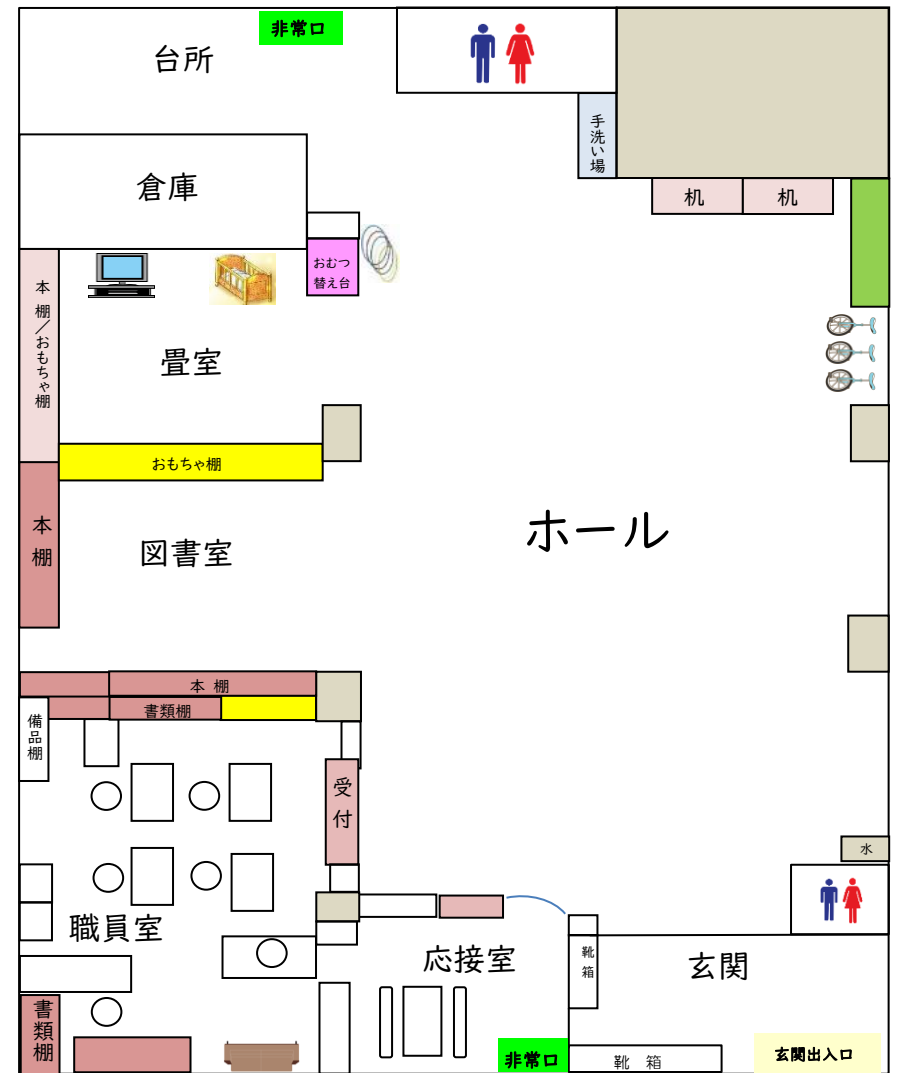 非常口
台所
手洗い場
倉庫
机
机
おむつ
替え台
本棚/おもちゃ棚
畳室
おもちゃ棚
本棚
図書室
ホール
本棚
書類棚
備品棚
受付
水
職員室
応接室
靴箱
玄関
書類棚
非常口
靴箱
玄関出入口